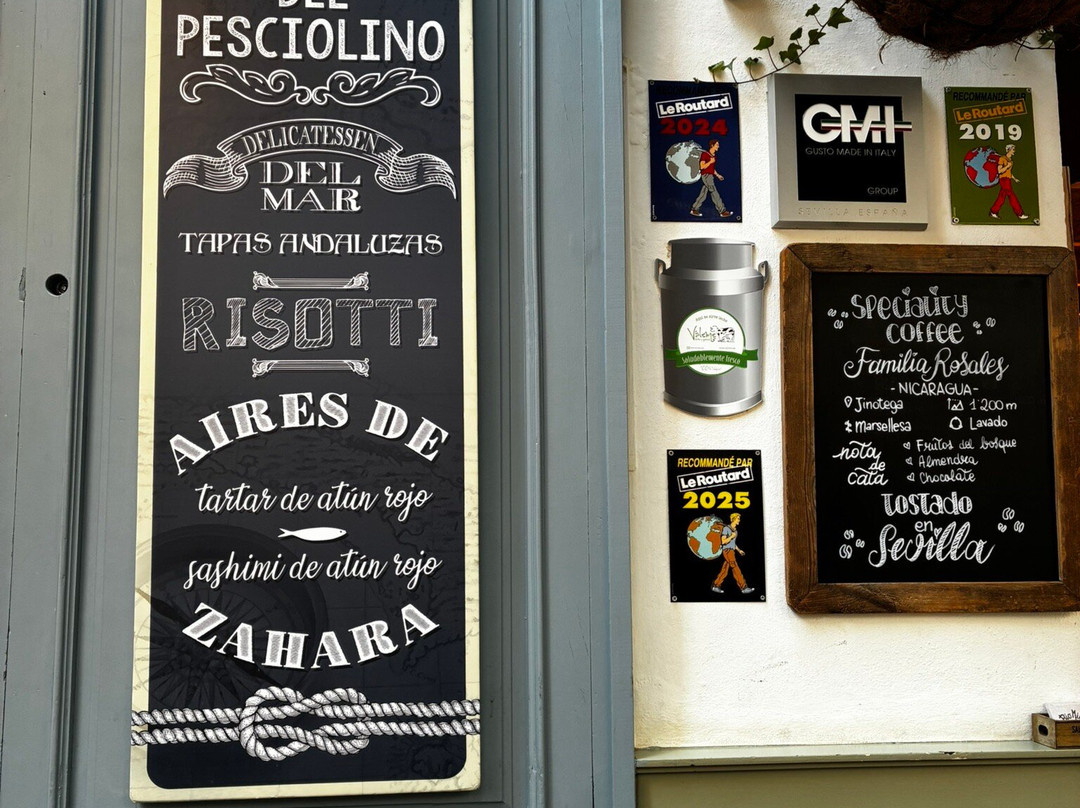 DEL
PESCIOLINO
DELICATESSEN
DEL
MAR
TAPAS ANDALUZAS
RISOTTI
AIRES DE
tartar de atún rojo
sashimi de atún rojo
ZAHARA
Le Routard
2024
GMI
GUSTO MADE IN ITALY
GROUP
SEVILLA ESPAÑA
RECOMMANDÉ PAR
Le Routard
2019
Saludablemente fresco
RECOMMANDÉ PAR
Le Routard
2025
Speciality
coffee
Familia Rosales
-NICARAGUA-
Jinotega
1'200 m
Marsellesa
Lavado
nota
de
cata
Frutos del bosque
Almendra
Chocolate
Tostado
en
Sevilla